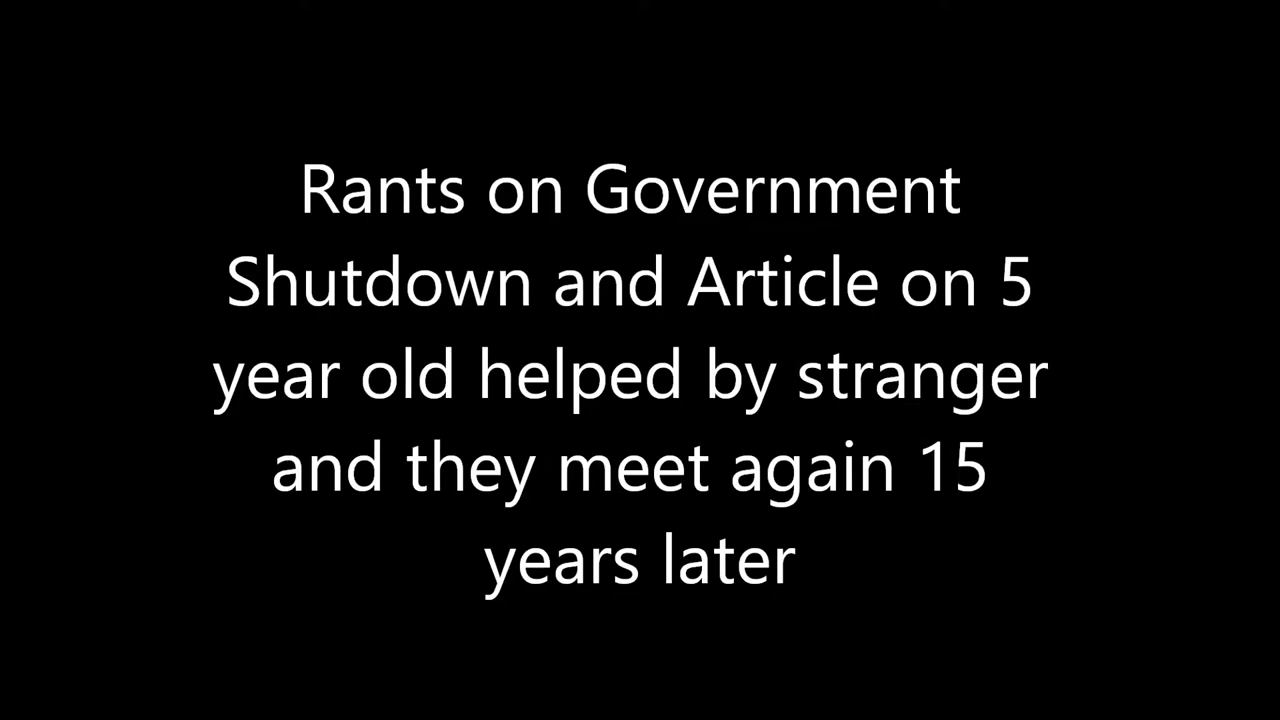 Rants on Government
Shutdown and Article on 5
year old helped by stranger
and they meet again 15
years later